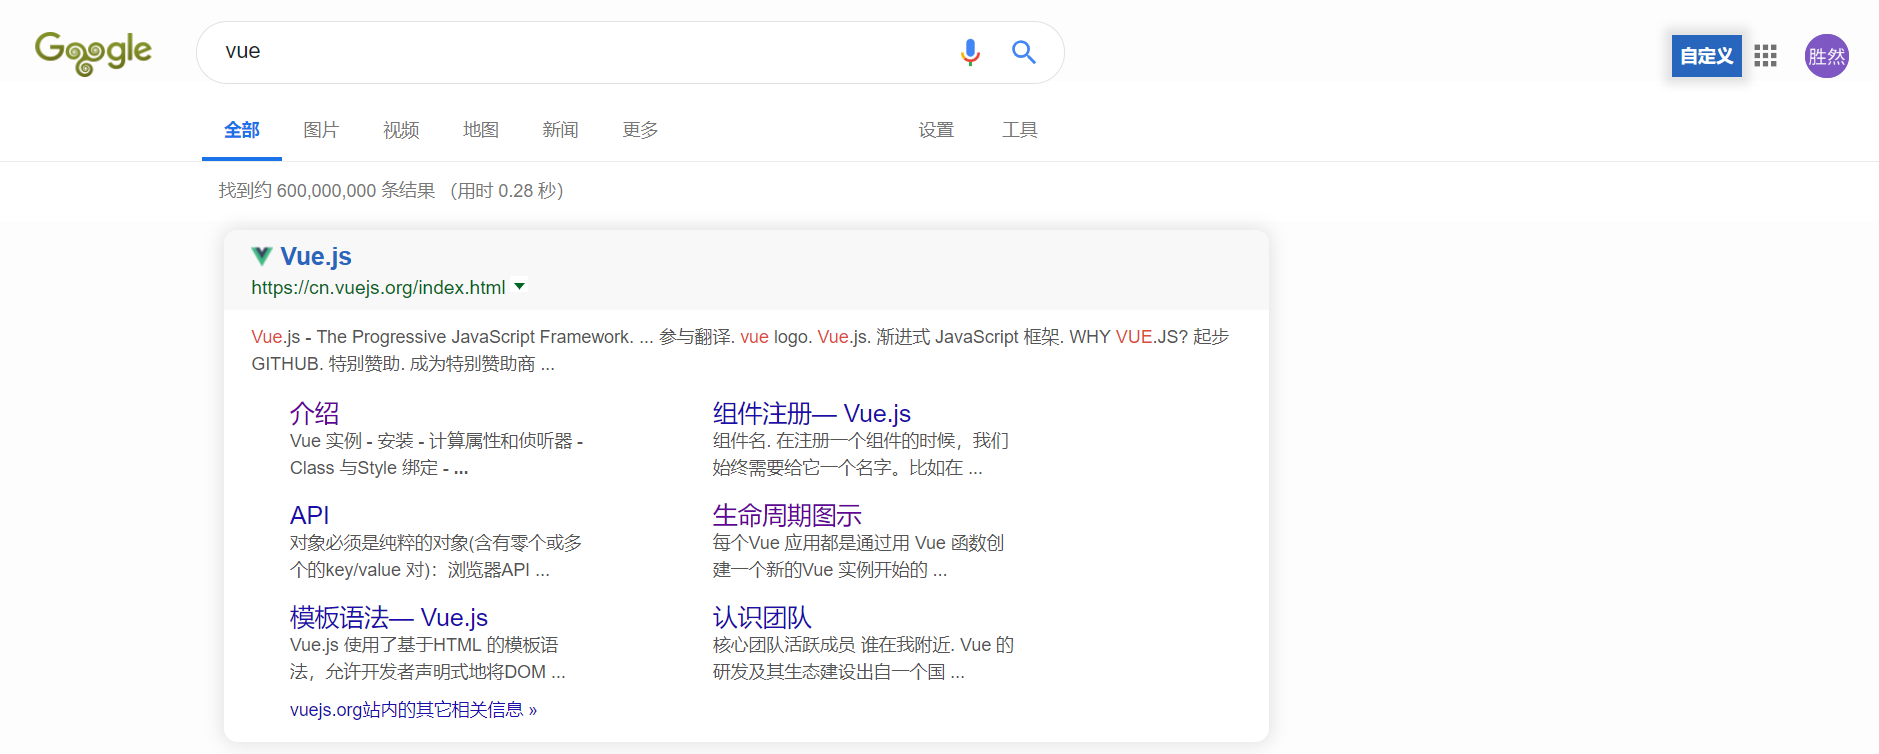 Google
vue
自定义
胜然
全部 图片 视频 地图 新闻 更多 设置 工具
找到约 600,000,000 条结果 （用时 0.28 秒）
Vue.js
https://cn.vuejs.org/index.html
Vue.js - The Progressive JavaScript Framework. ... 参与翻译. vue logo. Vue.js. 渐进式 JavaScript 框架. WHY VUE.JS? 起步
GITHUB. 特别赞助. 成为特别赞助商 ...
介绍
Vue 实例 - 安装 - 计算属性和侦听器 -
Class 与Style 绑定 - ...
组件注册— Vue.js
组件名. 在注册一个组件的时候，我们
始终需要给它一个名字。比如在 ...
API
对象必须是纯粹的对象(含有零个或多
个的key/value 对)：浏览器API ...
生命周期图示
每个Vue 应用都是通过用 Vue 函数创
建一个新的Vue 实例开始的 ...
模板语法— Vue.js
Vue.js 使用了基于HTML 的模板语
法，允许开发者声明式地将DOM ...
认识团队
核心团队活跃成员 谁在我附近. Vue 的
研发及其生态建设出自一个国 ...
vuejs.org站内的其它相关信息 »